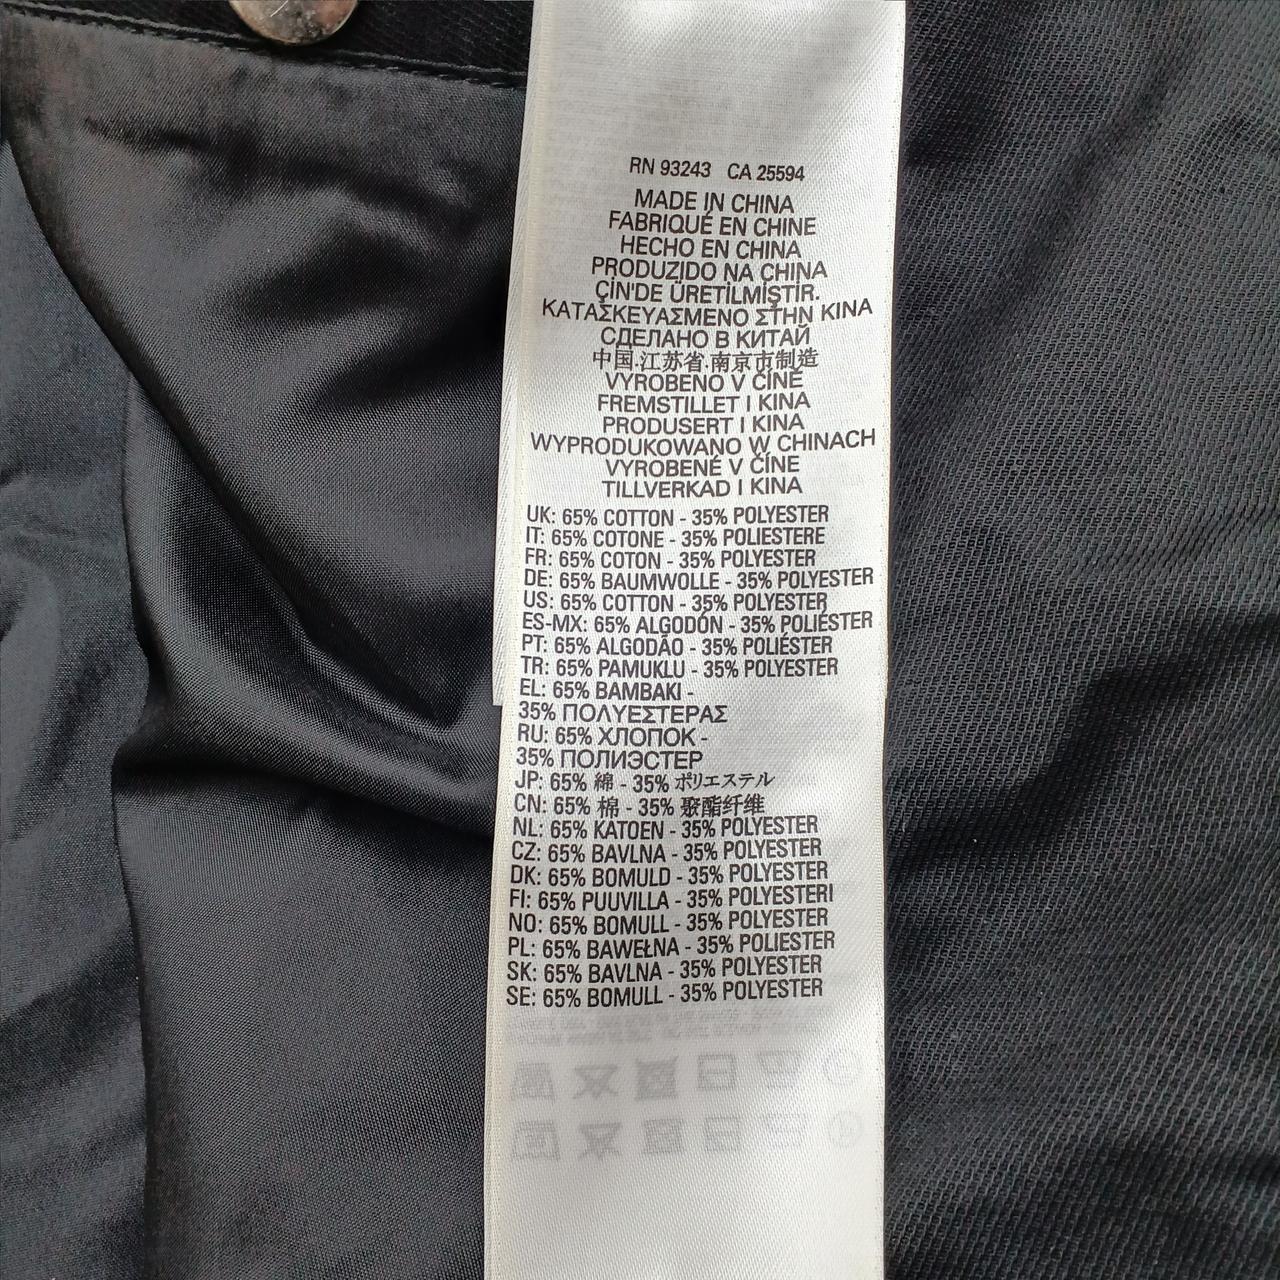 RN 93243 CA 25594
MADE IN CHINA
FABRIQUÉ EN CHINE
HECHO EN CHINA
PRODUZIDO NA CHINA
ÇİN'DE ÜRETİLMİŞTİR.
ΚΑΤΑΣΚΕΥΑΣΜΕΝΟ ΣΤΗΝ ΚΙΝΑ
СДЕЛАНО В КИТАЙ
中国.江苏省.南京市制造
VYROBENO V ČÍNĚ
FREMSTILLET I KINA
PRODUSERT I KINA
WYPRODUKOWANO W CHINACH
VYROBENÉ V ČÍNE
TILLVERKAD I KINA
UK: 65% COTTON - 35% POLYESTER
IT: 65% COTONE - 35% POLIESTERE
FR: 65% COTON - 35% POLYESTER
DE: 65% BAUMWOLLE - 35% POLYESTER
US: 65% COTTON - 35% POLYESTER
ES-MX: 65% ALGODÓN - 35% POLIÉSTER
PT: 65% ALGODÃO - 35% POLIÉSTER
TR: 65% PAMUKLU - 35% POLYESTER
EL: 65% BAMBAKI -
35% ΠΟΛΥΕΣΤΕΡΑΣ
RU: 65% ХЛОПОК -
35% ПОЛИЭСТЕР
JP: 65% 綿 - 35% ポリエステル
CN: 65% 棉 - 35% 聚酯纤维
NL: 65% KATOEN - 35% POLYESTER
CZ: 65% BAVLNA - 35% POLYESTER
DK: 65% BOMULD - 35% POLYESTER
FI: 65% PUUVILLA - 35% POLYESTERI
NO: 65% BOMULL - 35% POLYESTER
PL: 65% BAWEŁNA - 35% POLIESTER
SK: 65% BAVLNA - 35% POLYESTER
SE: 65% BOMULL - 35% POLYESTER